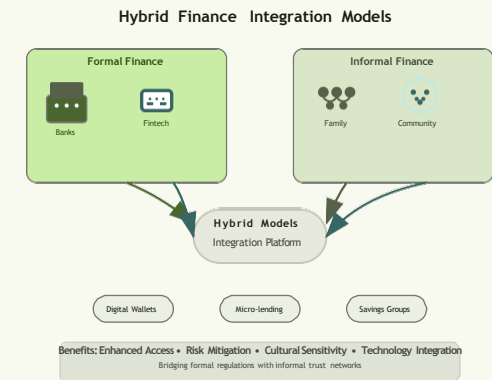 Hybrid Finance Integration Models
Formal Finance
Informal Finance
Banks
Fintech
Family
Community
Hybrid Models
Integration Platform
Digital Wallets
Micro-lending
Savings Groups
Benefits: Enhanced Access • Risk Mitigation • Cultural Sensitivity • Technology Integration
Bridging formal regulations with informal trust networks